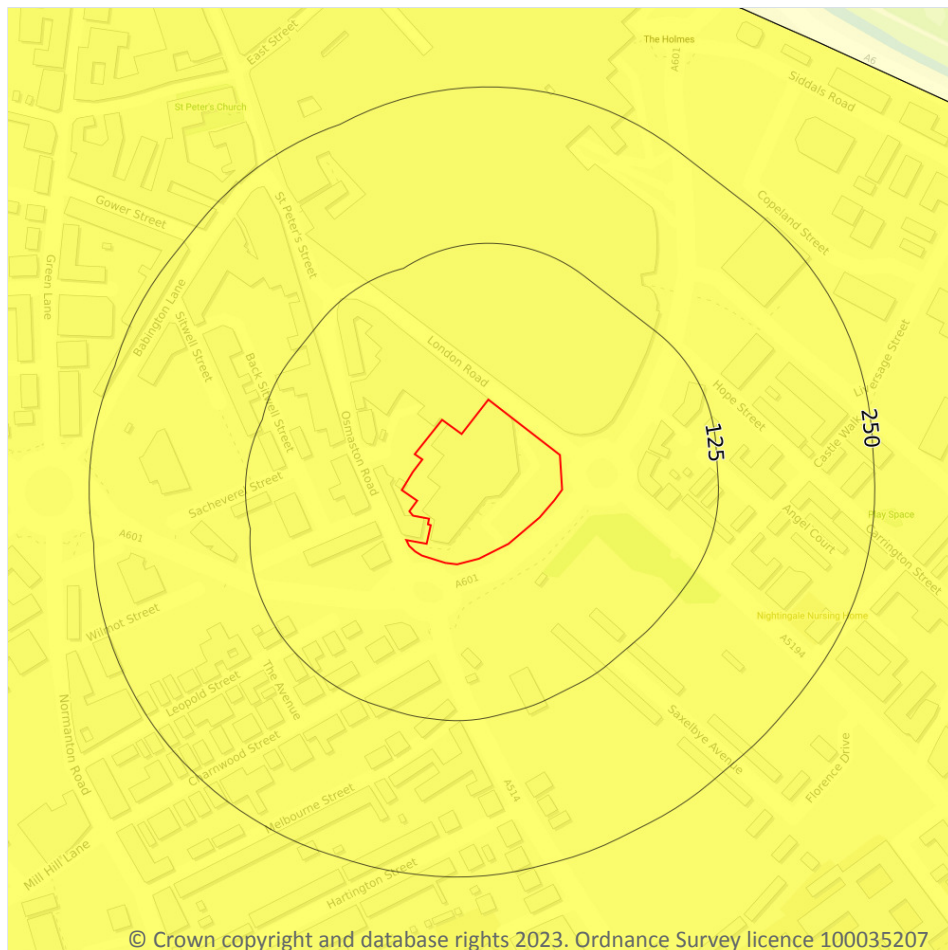 The Holmes
East Street
A601
A6
Siddals Road
St Peter's Church
Gower Street
St Peter's Street
Copeland Street
Green Lane
Babington Lane
Sitwell Street
London Road
Liversage Street
Back Sitwell Street
Osmaston Road
Hope Street
125
250
Castle Walk
Sacheverel Street
Play Space
Angel Court
Carrington Street
A601
A601
Wilmot Street
Nightingale Nursing Home
A5194
Leopold Street
The Avenue
Normanton Road
Saxelbye Avenue
Charnwood Street
Florence Drive
A514
Melbourne Street
Mill Hill Lane
Hartington Street
© Crown copyright and database rights 2023. Ordnance Survey licence 100035207